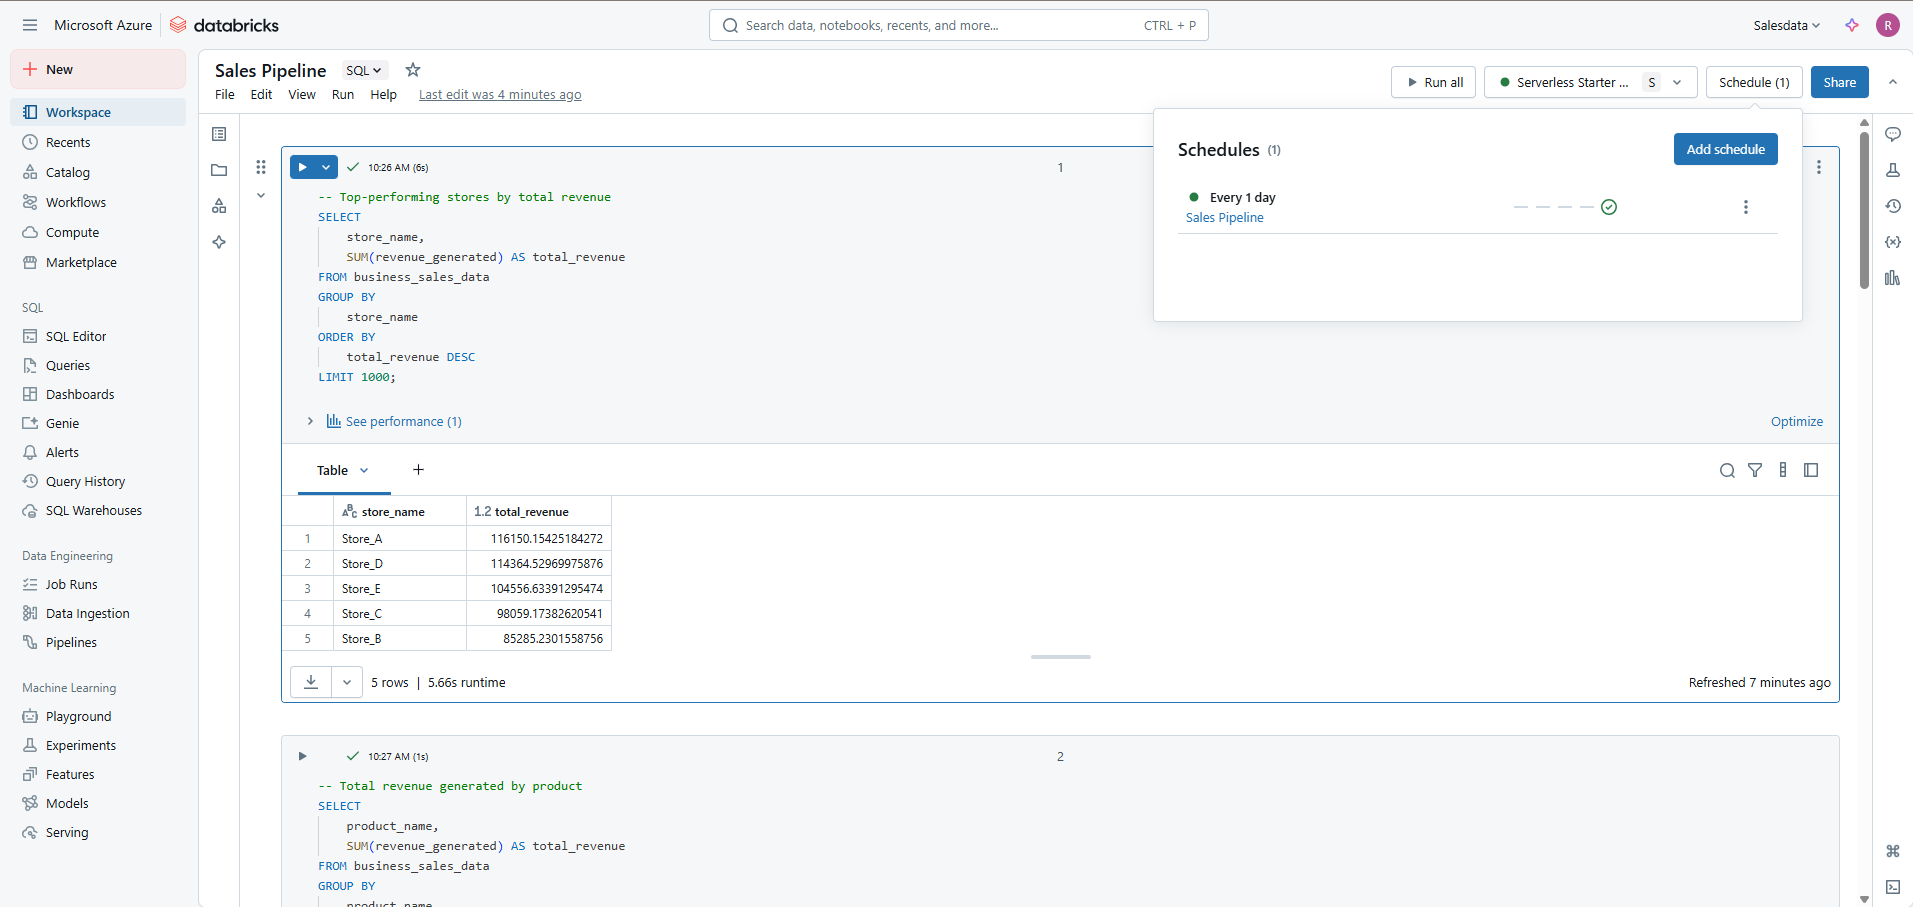 Microsoft Azure
databricks
Search data, notebooks, recents, and more...
CTRL + P
Salesdata
R
New
Workspace
Recents
Catalog
Workflows
Compute
Marketplace
SQL
SQL Editor
Queries
Dashboards
Genie
Alerts
Query History
SQL Warehouses
Data Engineering
Job Runs
Data Ingestion
Pipelines
Machine Learning
Playground
Experiments
Features
Models
Serving
Sales Pipeline
SQL
File Edit View Run Help Last edit was 4 minutes ago
Run all
Serverless Starter ... S
Schedule (1)
Share
Schedules (1)
Add schedule
Every 1 day
Sales Pipeline
10:26 AM (6s)
1
-- Top-performing stores by total revenue
SELECT
store_name,
SUM(revenue_generated) AS total_revenue
FROM business_sales_data
GROUP BY
store_name
ORDER BY
total_revenue DESC
LIMIT 1000;
See performance (1)
Optimize
Table
ABC store_name 1.2 total_revenue
1 Store_A 116150.15425184272
2 Store_D 114364.52969975876
3 Store_E 104556.63391295474
4 Store_C 98059.17382620541
5 Store_B 85285.2301558756
5 rows | 5.66s runtime
Refreshed 7 minutes ago
10:27 AM (1s)
2
-- Total revenue generated by product
SELECT
product_name,
SUM(revenue_generated) AS total_revenue
FROM business_sales_data
GROUP BY
product_name